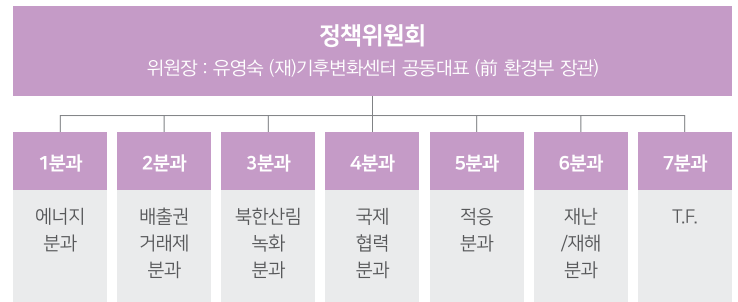 정책위원회
위원장 : 유영숙 (재)기후변화센터 공동대표 (前 환경부 장관)
1분과
2분과
3분과
4분과
5분과
6분과
7분과
에너지
분과
배출권
거래제
분과
북한산림
녹화
분과
국제
협력
분과
적응
분과
재난
/재해
분과
T.F.